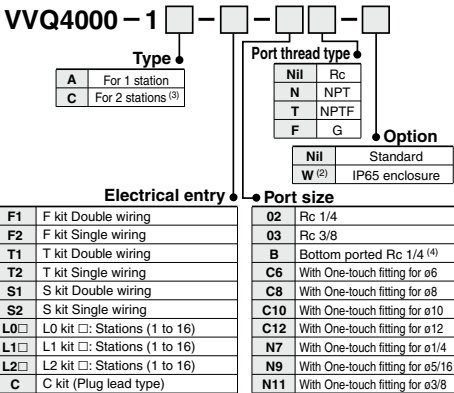 VVQ4000-1□-□-□□-□
Type
A For 1 station
C For 2 stations (3)
Port thread type
Nil Rc
N NPT
T NPTF
F G
Option
Nil Standard
W (2) IP65 enclosure
Electrical entry
F1 F kit Double wiring
F2 F kit Single wiring
T1 T kit Double wiring
T2 T kit Single wiring
S1 S kit Double wiring
S2 S kit Single wiring
L0□ L0 kit □: Stations (1 to 16)
L1□ L1 kit □: Stations (1 to 16)
L2□ L2 kit □: Stations (1 to 16)
C C kit (Plug lead type)
Port size
02 Rc 1/4
03 Rc 3/8
B Bottom ported Rc 1/4 (4)
C6 With One-touch fitting for ø6
C8 With One-touch fitting for ø8
C10 With One-touch fitting for ø10
C12 With One-touch fitting for ø12
N7 With One-touch fitting for ø1/4
N9 With One-touch fitting for ø5/16
N11 With One-touch fitting for ø3/8